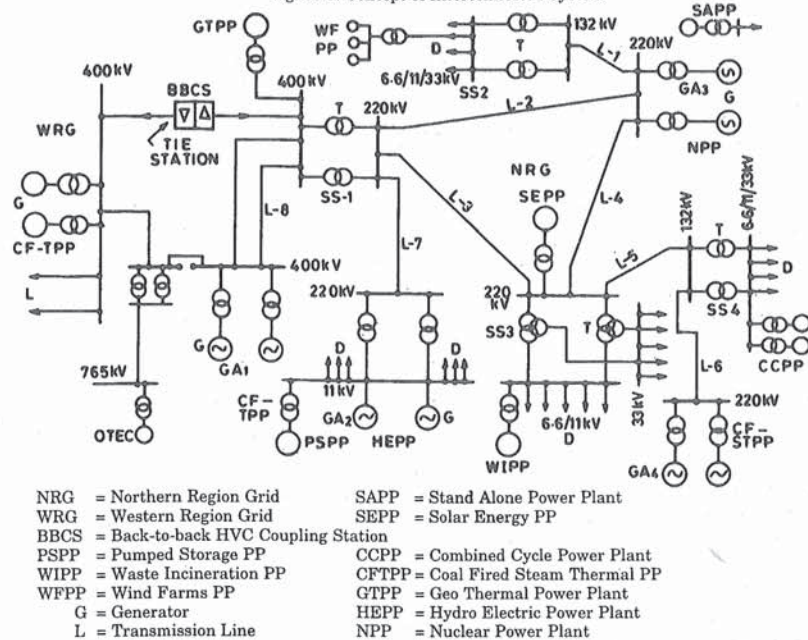 GTPP
WF
PP
D
T
132 kV
SAPP
220kV
L-1
6·6/11/33kV
SS2
GA3
G
L-2
NPP
400 kV
BBCS
WRG
TIE
STATION
400 kV
T
220kV
SS-1
G
CF-TPP
L
L-8
L-3
L-7
NRG
SEPP
L-4
132kV
6·6/11/33kV
T
D
L-5
SS4
CCPP
L-6
400kV
220kV
220
kV
SS3
T
G
GA1
765kV
OTEC
D
D
11kV
CF-
TPP
GA2
G
PSPP
HEPP
6·6/11kV
D
33kV
WIPP
220kV
CF-
STPP
GA4
NRG = Northern Region Grid
WRG = Western Region Grid
BBCS = Back-to-back HVC Coupling Station
PSPP = Pumped Storage PP
WIPP = Waste Incineration PP
WFPP = Wind Farms PP
G = Generator
L = Transmission Line
SAPP = Stand Alone Power Plant
SEPP = Solar Energy PP
CCPP = Combined Cycle Power Plant
CFTPP = Coal Fired Steam Thermal PP
GTPP = Geo Thermal Power Plant
HEPP = Hydro Electric Power Plant
NPP = Nuclear Power Plant